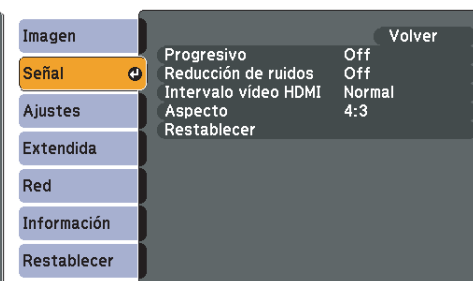 Imagen
Señal
Ajustes
Extendida
Red
Información
Restablecer
Volver
Progresivo Off
Reducción de ruidos Off
Intervalo vídeo HDMI Normal
Aspecto 4:3
Restablecer